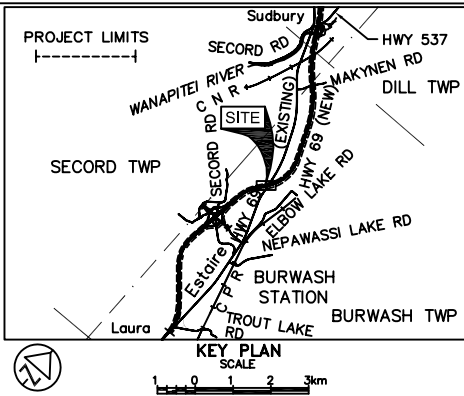 Sudbury
PROJECT LIMITS
SECORD RD
HWY 537
WANAPITEI RIVER
C N R
MAKYNEN RD
DILL TWP
SITE
(EXISTING)
HWY 69 (NEW)
SECORD RD
SECORD TWP
HWY 69
ELBOW LAKE RD
NEPAWASSI LAKE RD
Estaire
C P R
BURWASH
STATION
BURWASH TWP
Laura
TROUT LAKE
RD
KEY PLAN
SCALE
1 0 1 2 3km
Z